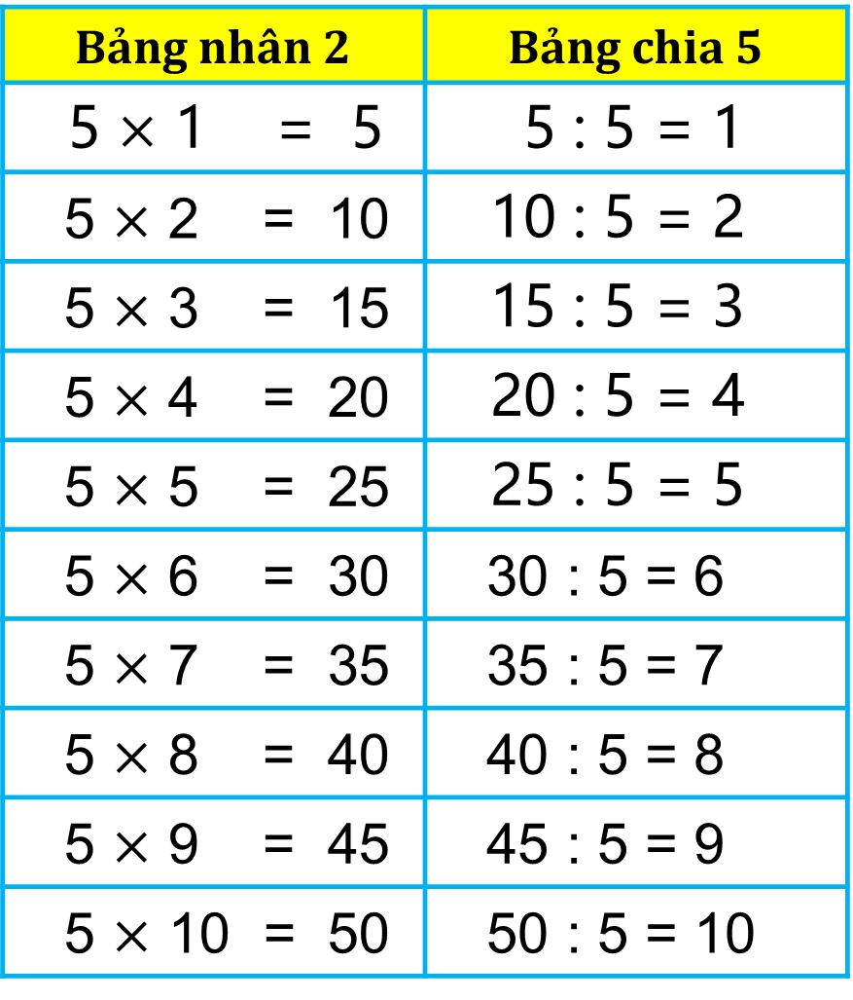 Bảng nhân 2 Bảng chia 5
5 × 1 = 5 5 : 5 = 1
5 × 2 = 10 10 : 5 = 2
5 × 3 = 15 15 : 5 = 3
5 × 4 = 20 20 : 5 = 4
5 × 5 = 25 25 : 5 = 5
5 × 6 = 30 30 : 5 = 6
5 × 7 = 35 35 : 5 = 7
5 × 8 = 40 40 : 5 = 8
5 × 9 = 45 45 : 5 = 9
5 × 10 = 50 50 : 5 = 10